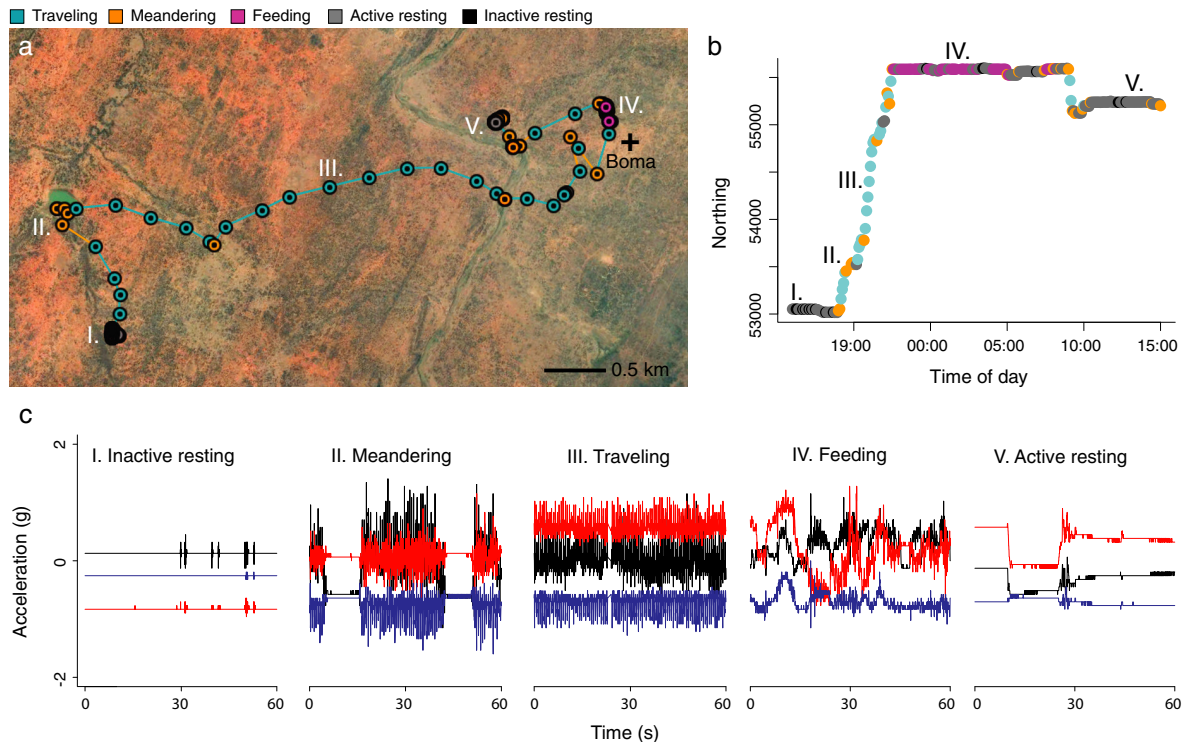 Traveling Meandering Feeding Active resting Inactive resting
a
I.
II.
III.
IV.
V.
Boma
0.5 km
b
Northing
53000 54000 55000
I.
II.
III.
IV.
V.
19:00 00:00 05:00 10:00 15:00
Time of day
c
Acceleration (g)
2
0
-2
I. Inactive resting II. Meandering III. Traveling IV. Feeding V. Active resting
0 30 60 0 30 60 0 30 60 0 30 60 0 30 60
Time (s)